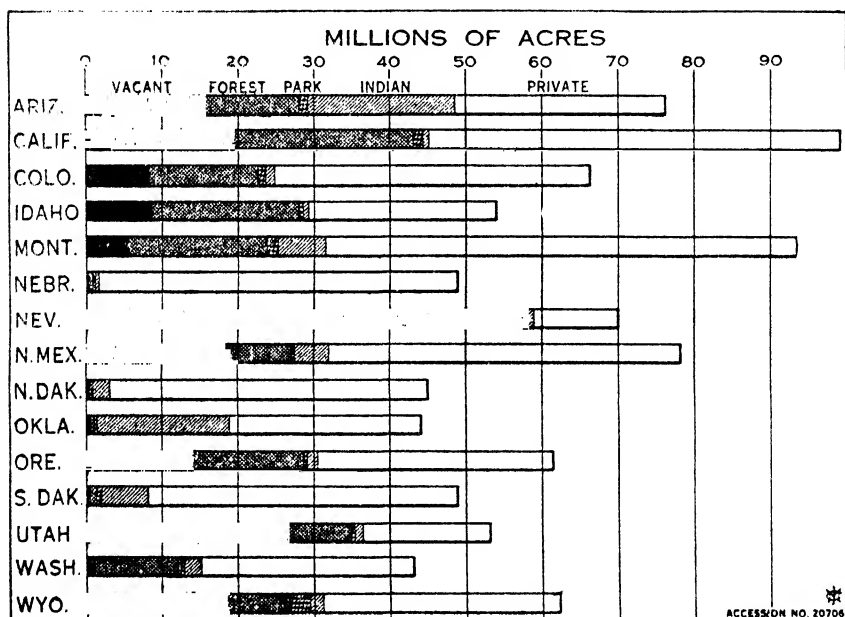 MILLIONS OF ACRES
0 10 20 30 40 50 60 70 80 90
VACANT FOREST PARK INDIAN PRIVATE
ARIZ.
CALIF.
COLO.
IDAHO
MONT.
NEBR.
NEV.
N.MEX.
N.DAK.
OKLA.
ORE.
S.DAK.
UTAH
WASH.
WYO.
ACCESSION NO. 20706